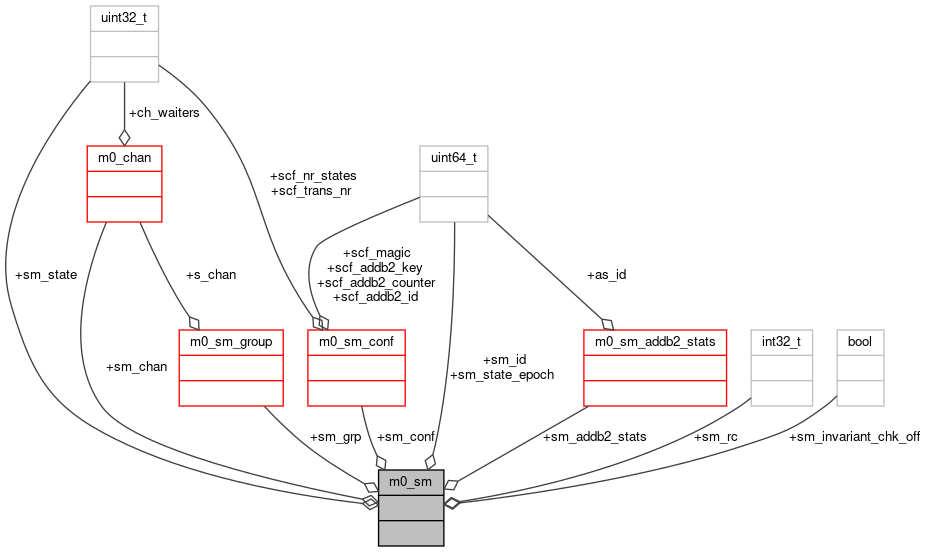 uint32_t
+ch_waiters
m0_chan
uint64_t
+scf_nr_states
+scf_trans_nr
+sm_state
+s_chan
+scf_magic
+scf_addb2_key
+scf_addb2_counter
+scf_addb2_id
+as_id
m0_sm_group
m0_sm_conf
m0_sm_addb2_stats
int32_t
bool
+sm_chan
+sm_id
+sm_state_epoch
+sm_grp
+sm_conf
+sm_addb2_stats
+sm_rc
+sm_invariant_chk_off
m0_sm